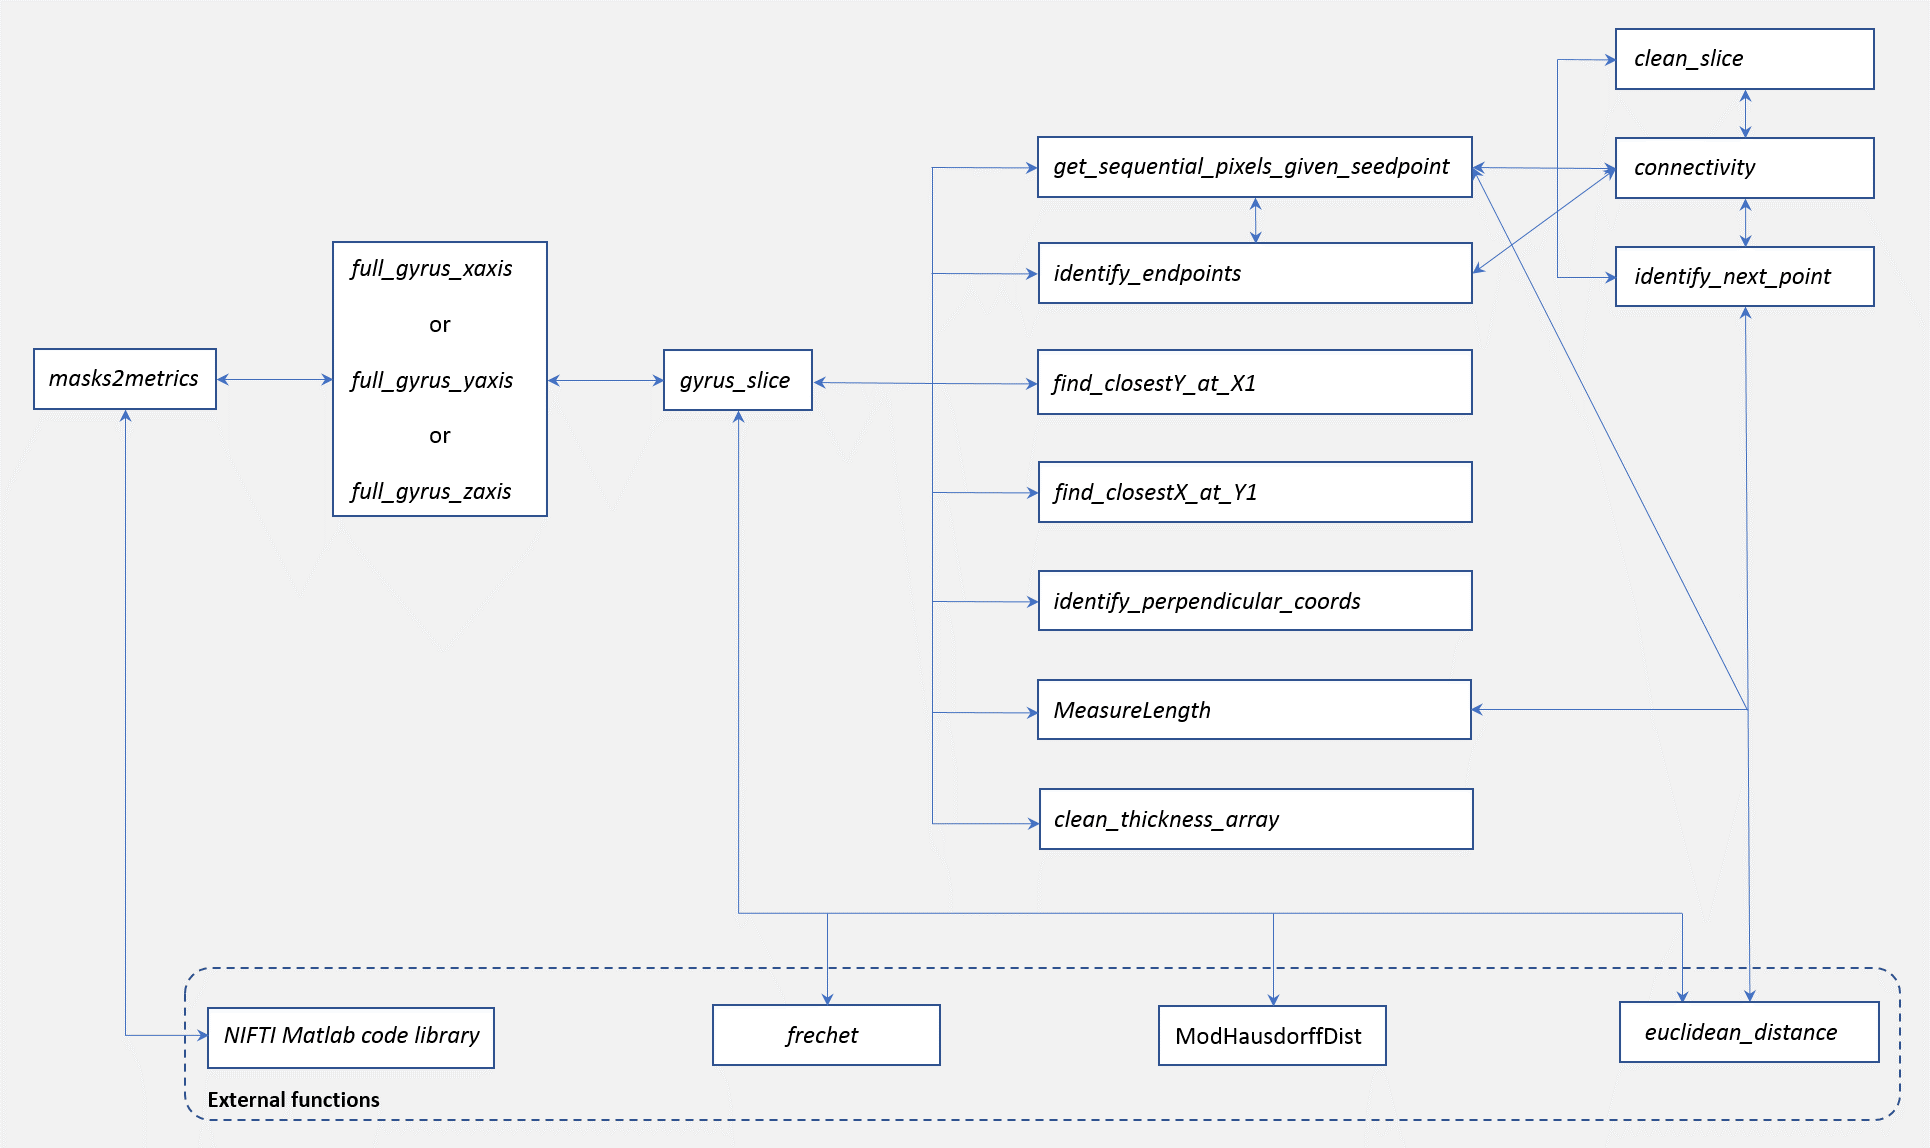 clean_slice
get_sequential_pixels_given_seedpoint
connectivity
full_gyrus_xaxis
identify_endpoints
identify_next_point
or
masks2metrics
full_gyrus_yaxis
gyrus_slice
find_closestY_at_X1
or
full_gyrus_zaxis
find_closestX_at_Y1
identify_perpendicular_coords
MeasureLength
clean_thickness_array
NIFTI Matlab code library
frechet
ModHausdorffDist
euclidean_distance
External functions